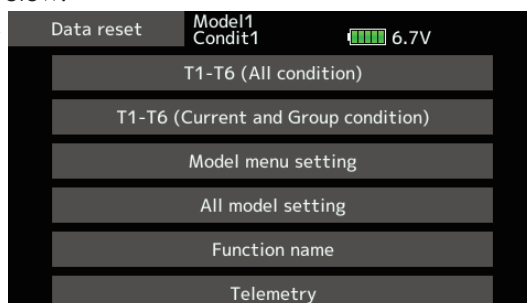 Data reset
Model1
Condit1
6.7V
T1-T6 (All condition)
T1-T6 (Current and Group condition)
Model menu setting
All model setting
Function name
Telemetry